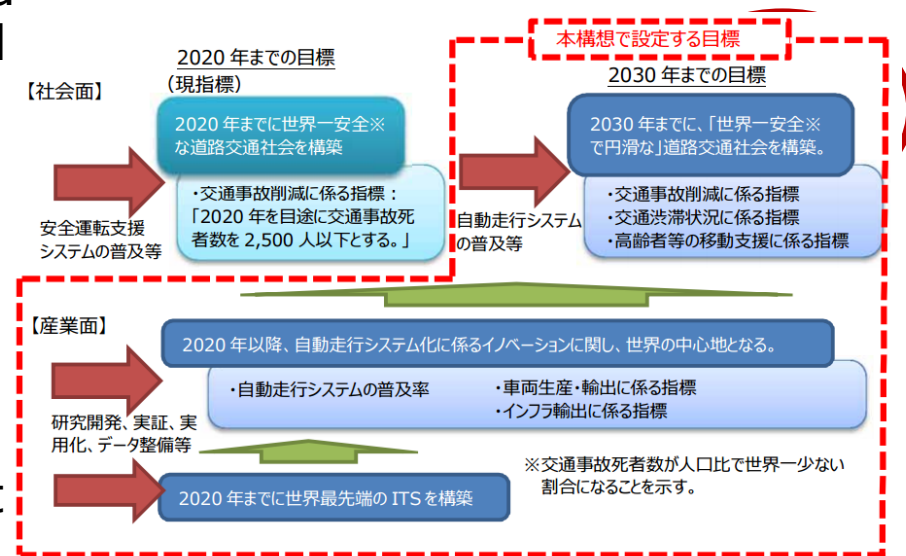 本構想で設定する目標
2020 年までの目標
(現指標)
2030 年までの目標
【社会面】
2020 年までに世界一安全※
な道路交通社会を構築
・交通事故削減に係る指標：
「2020 年を目途に交通事故死
者数を 2,500 人以下とする。」
安全運転支援
システムの普及等
2030 年までに、「世界一安全※
で円滑な」道路交通社会を構築。
・交通事故削減に係る指標
・交通渋滞状況に係る指標
・高齢者等の移動支援に係る指標
自動走行システム
の普及等
【産業面】
2020 年以降、自動走行システム化に係るイノベーションに関し、世界の中心地となる。
・自動走行システムの普及率
・車両生産・輸出に係る指標
・インフラ輸出に係る指標
研究開発、実証、実
用化、データ整備等
2020 年までに世界最先端の ITS を構築
※交通事故死者数が人口比で世界一少ない
割合になることを示す。